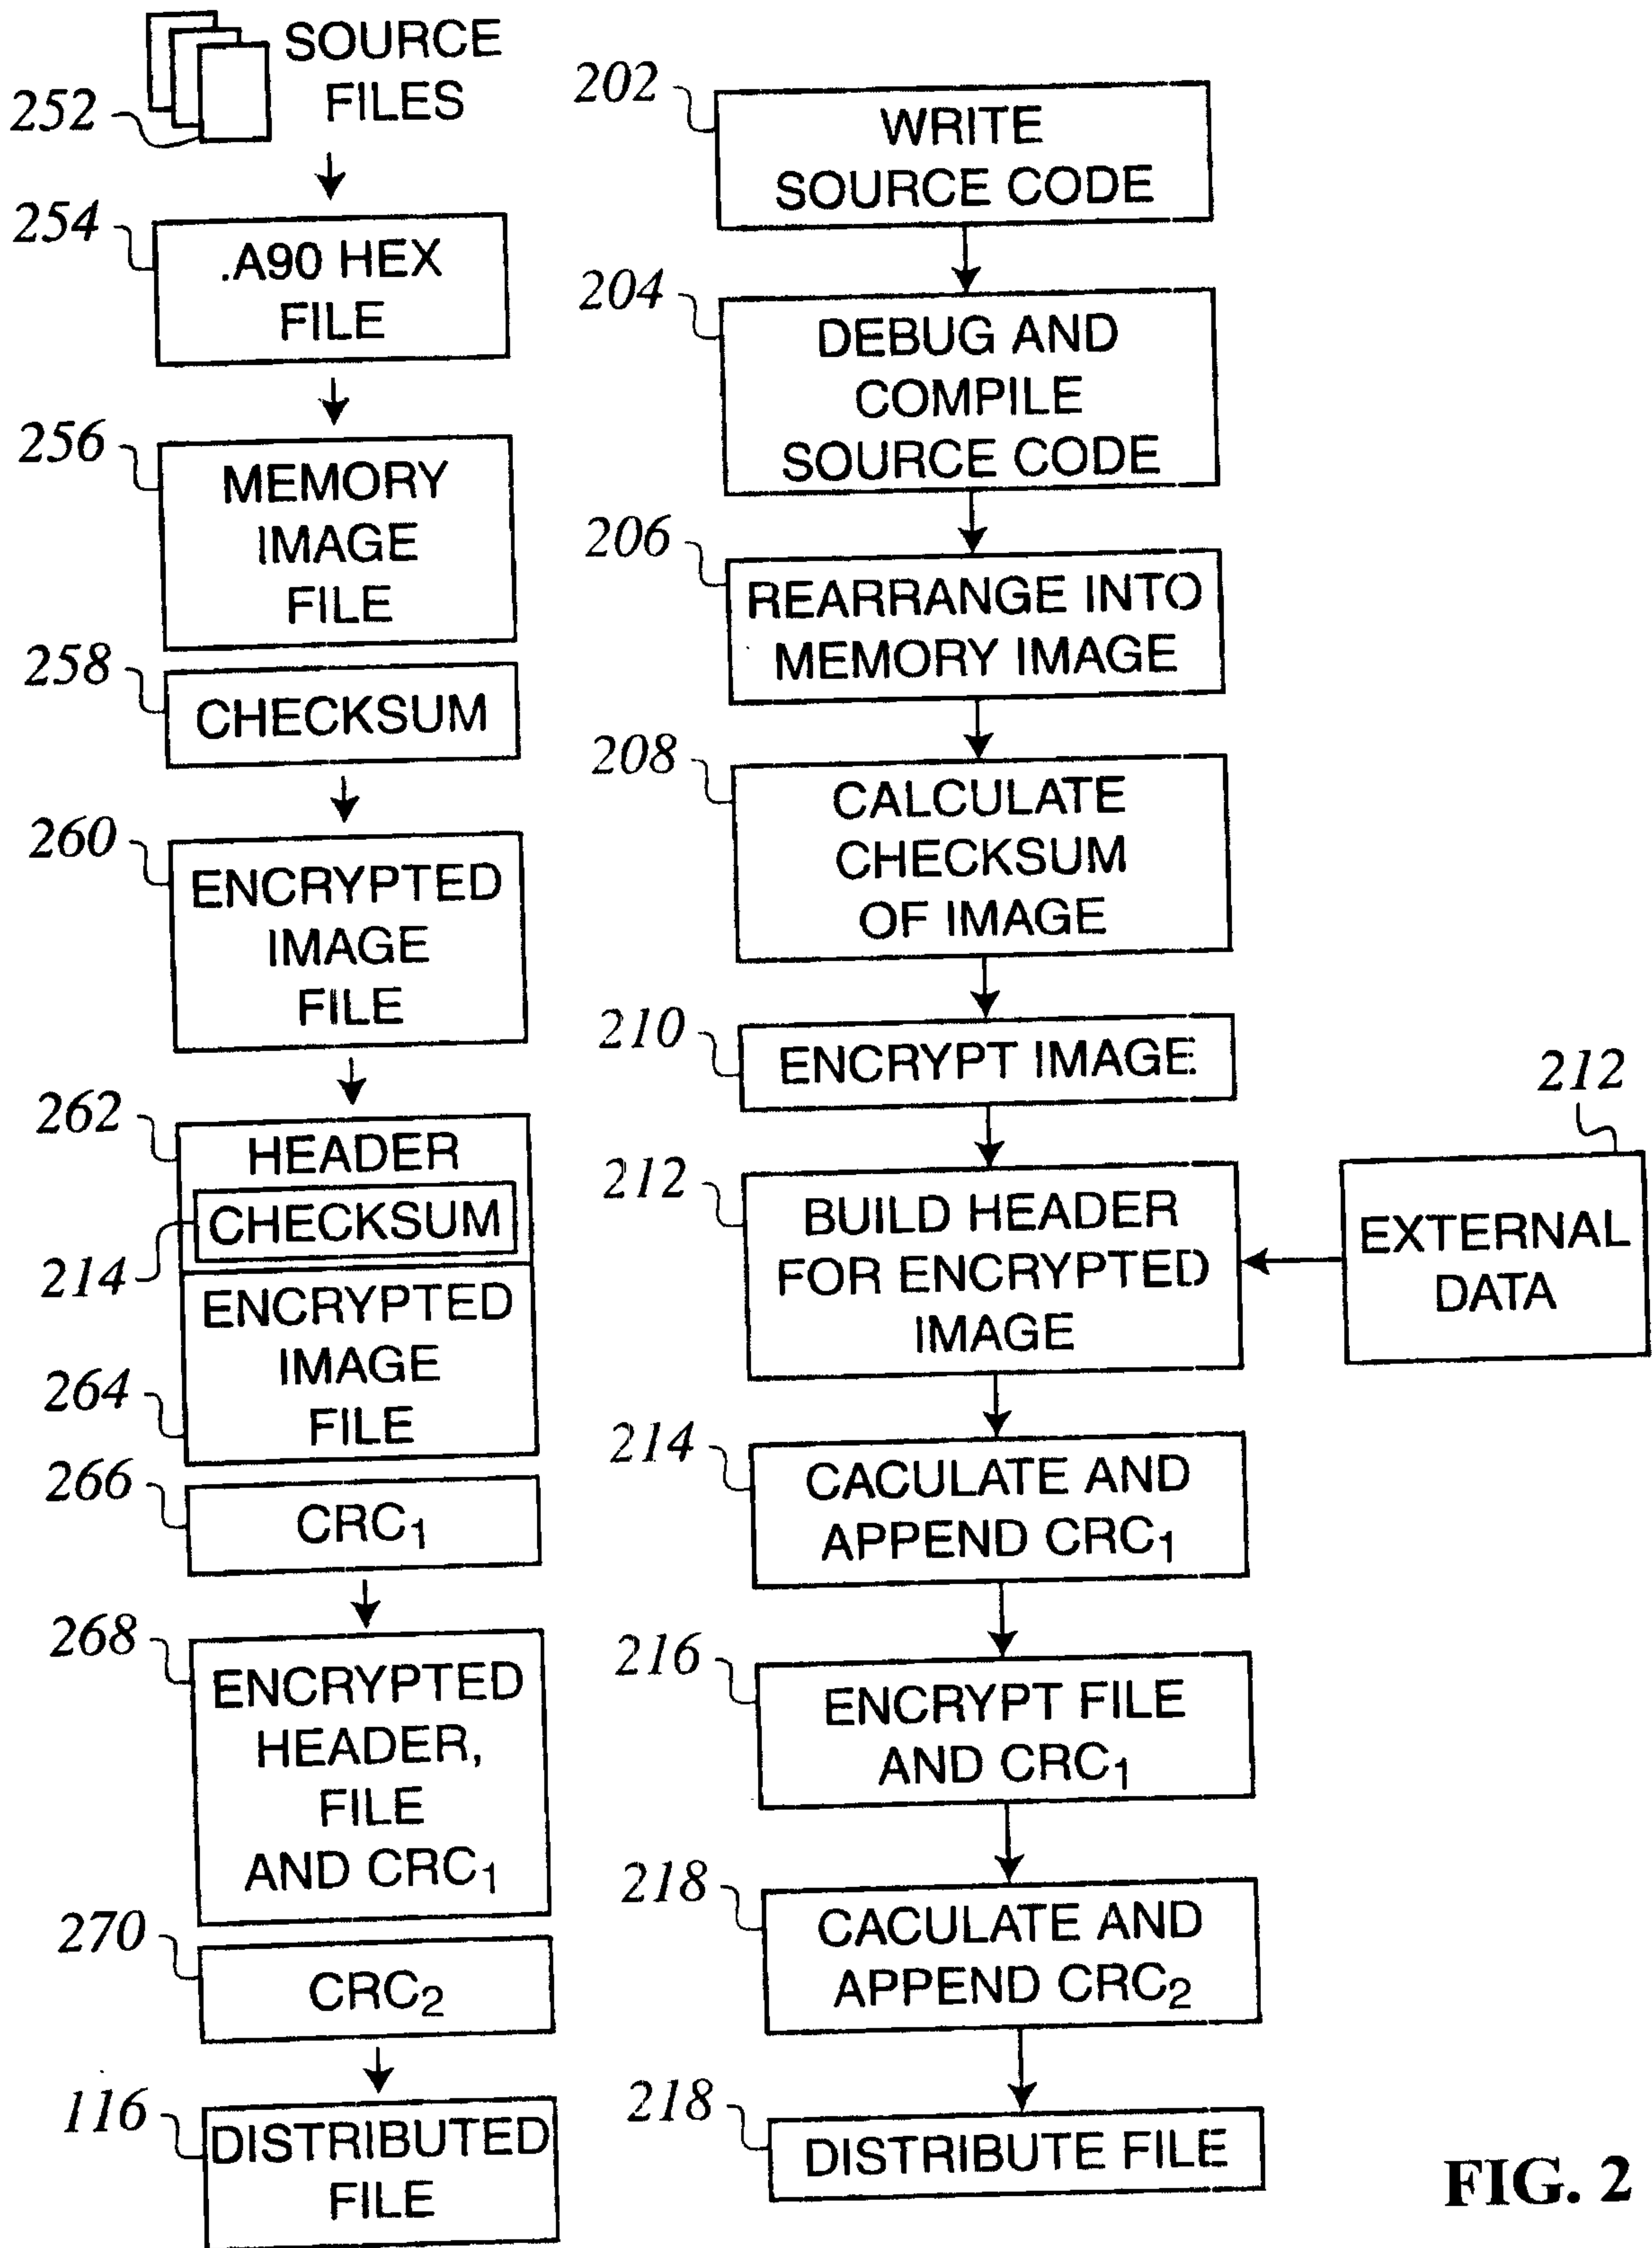 SOURCE
FILES
252
254
.A90 HEX
FILE
256
MEMORY
IMAGE
FILE
258
CHECKSUM
260
ENCRYPTED
IMAGE
FILE
262
HEADER
CHECKSUM
214
ENCRYPTED
IMAGE
FILE
264
266
CRC1
268
ENCRYPTED
HEADER,
FILE
AND CRC1
270
CRC2
116
DISTRIBUTED
FILE
202
WRITE
SOURCE CODE
204
DEBUG AND
COMPILE
SOURCE CODE
206
REARRANGE INTO
MEMORY IMAGE
208
CALCULATE
CHECKSUM
OF IMAGE
210
ENCRYPT IMAGE
212
BUILD HEADER
FOR ENCRYPTED
IMAGE
212
EXTERNAL
DATA
214
CACULATE AND
APPEND CRC1
216
ENCRYPT FILE
AND CRC1
218
CACULATE AND
APPEND CRC2
218
DISTRIBUTE FILE
FIG. 2